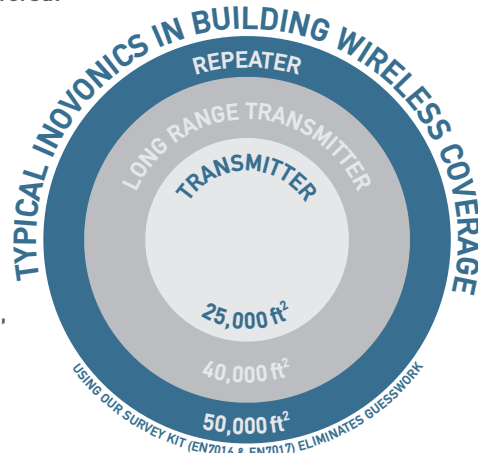 TYPICAL INOVONICS IN BUILDING WIRELESS COVERAGE
REPEATER
LONG RANGE TRANSMITTER
TRANSMITTER
25,000 ft²
40,000 ft²
50,000 ft²
USING OUR SURVEY KIT (EN7016 & EN7017) ELIMINATES GUESSWORK